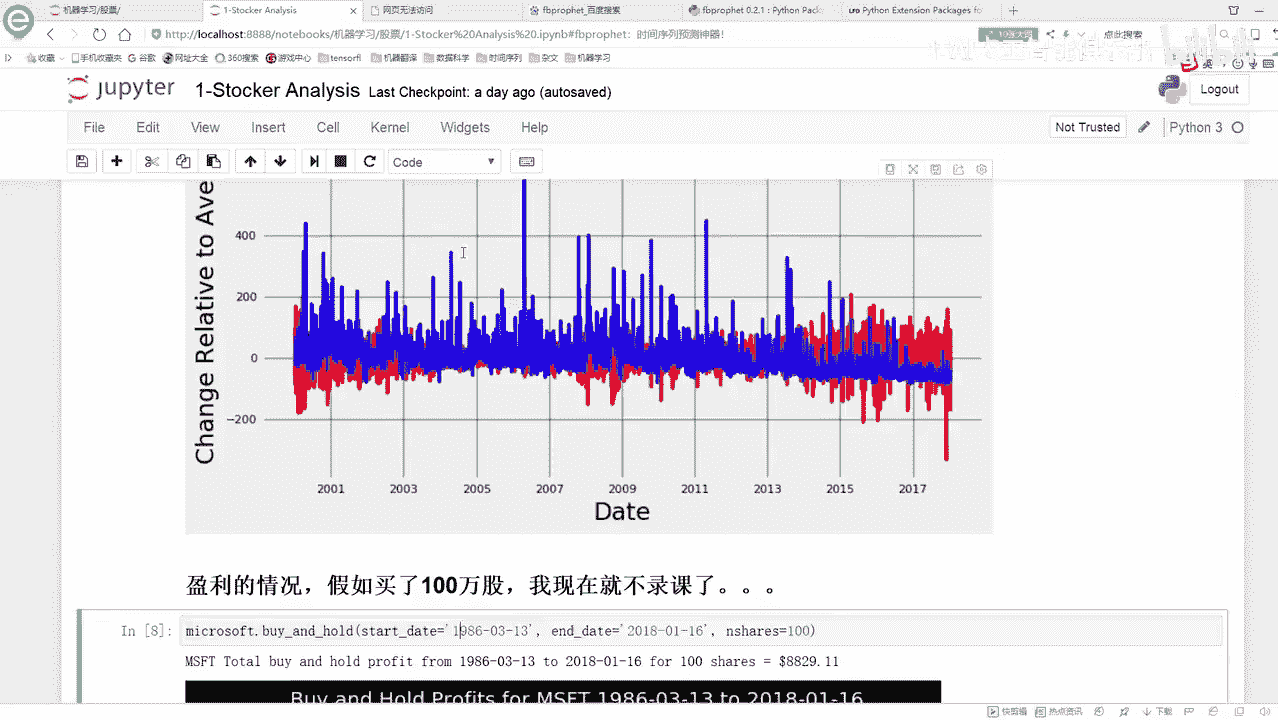 机器学习/股票/
1-Stocker Analysis
网页无法访问
fbprophet_百度搜索
fbprophet 0.2.1 : Python Pack
LFD Python Extension Packages fo
http://localhost:8888/notebooks/机器学习/股票/1-Stocker%20Analysis%20.ipynb#fbprophet：时间序列预测神器!
点此搜索
收藏
手机收藏夹
谷歌
网址大全
360搜索
游戏中心
tensorfl
机器翻译
数据科学
时间序列
杂文
机器学习
jupyter
1-Stocker Analysis Last Checkpoint: a day ago (autosaved)
Logout
File Edit View Insert Cell Kernel Widgets Help
Not Trusted
Python 3
Code
Change Relative to Ave
400
200
0
−200
2001 2003 2005 2007 2009 2011 2013 2015 2017
Date
盈利的情况，假如买了100万股，我现在就不录课了。。。
In [8]: microsoft.buy_and_hold(start_date='1986-03-13', end_date='2018-01-16', nshares=100)
MSFT Total buy and hold profit from 1986-03-13 to 2018-01-16 for 100 shares = $8829.11
Buy and Hold Profits for MSFT 1986-03-13 to 2018-01-16
快剪辑
热点资讯
下载